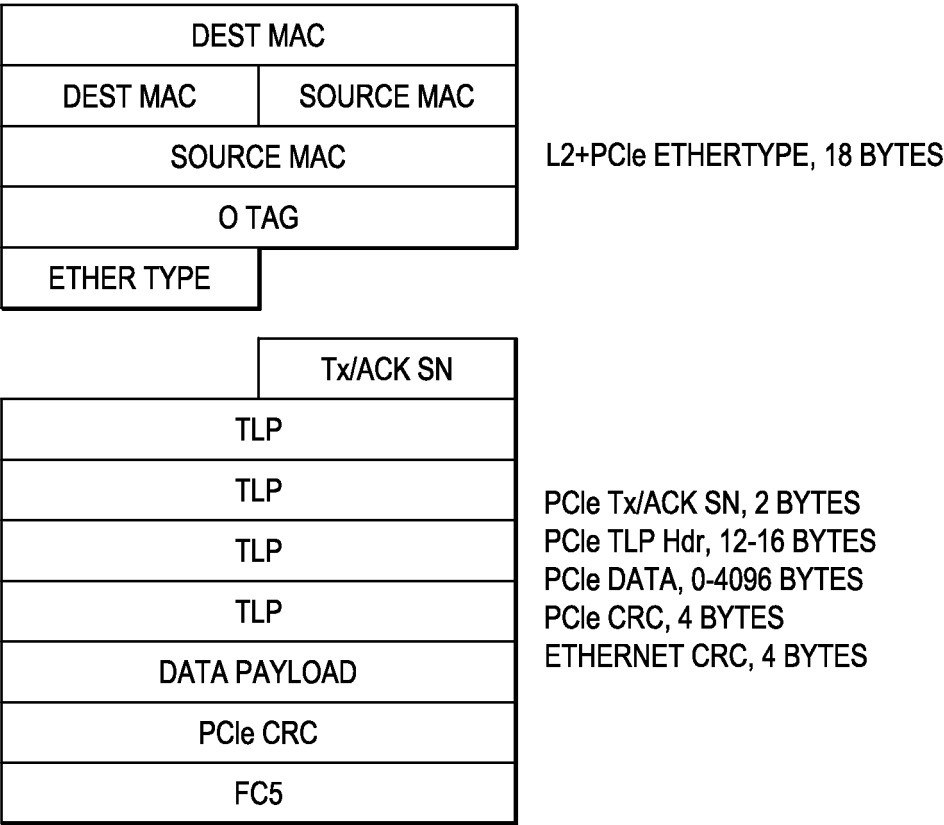 DEST MAC
DEST MAC SOURCE MAC
SOURCE MAC
O TAG
ETHER TYPE
L2+PCIe ETHERTYPE, 18 BYTES
Tx/ACK SN
TLP
TLP
TLP
TLP
DATA PAYLOAD
PCIe CRC
FC5
PCIe Tx/ACK SN, 2 BYTES
PCIe TLP Hdr, 12-16 BYTES
PCIe DATA, 0-4096 BYTES
PCIe CRC, 4 BYTES
ETHERNET CRC, 4 BYTES